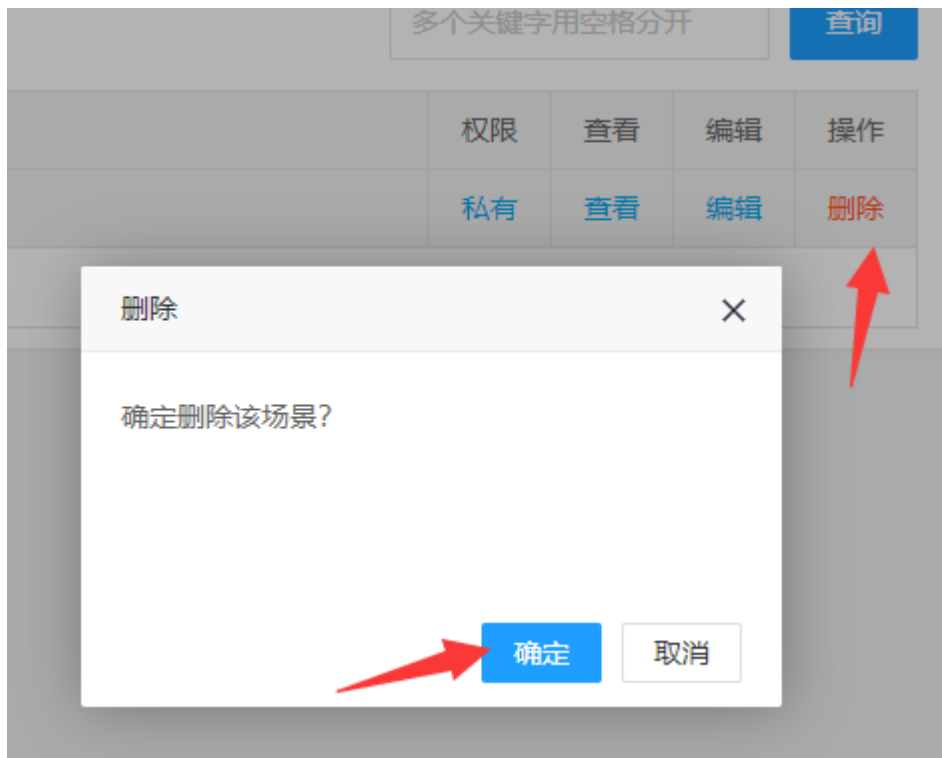 多个关键字用空格分开 查询
权限 查看 编辑 操作
私有 查看 编辑 删除
删除
确定删除该场景?
确定 取消